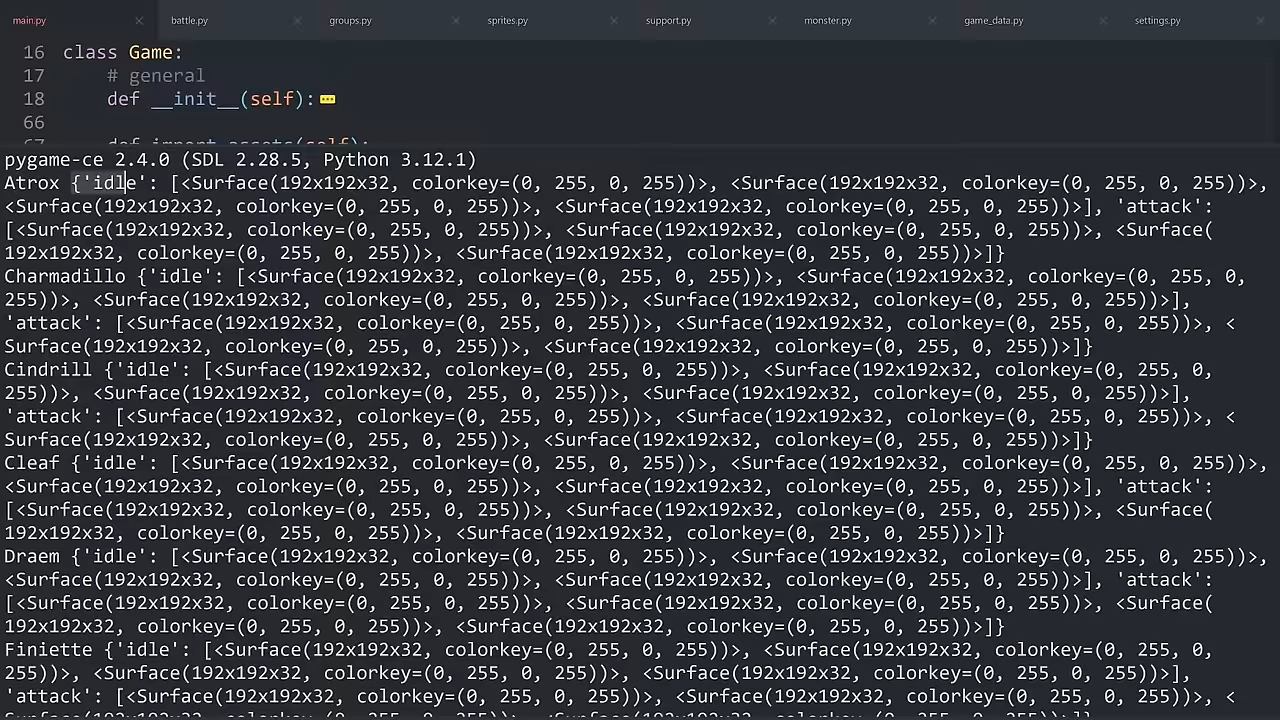 main.py battle.py groups.py sprites.py support.py monster.py game_data.py settings.py
16 class Game:
17 # general
18 def __init__(self):
66
67 def import_assets(self):
pygame-ce 2.4.0 (SDL 2.28.5, Python 3.12.1)
Atrox {'idle': [<Surface(192x192x32, colorkey=(0, 255, 0, 255))>, <Surface(192x192x32, colorkey=(0, 255, 0, 255))>,
<Surface(192x192x32, colorkey=(0, 255, 0, 255))>, <Surface(192x192x32, colorkey=(0, 255, 0, 255))>], 'attack':
[<Surface(192x192x32, colorkey=(0, 255, 0, 255))>, <Surface(192x192x32, colorkey=(0, 255, 0, 255))>, <Surface(
192x192x32, colorkey=(0, 255, 0, 255))>, <Surface(192x192x32, colorkey=(0, 255, 0, 255))>]}
Charmadillo {'idle': [<Surface(192x192x32, colorkey=(0, 255, 0, 255))>, <Surface(192x192x32, colorkey=(0, 255, 0,
255))>, <Surface(192x192x32, colorkey=(0, 255, 0, 255))>, <Surface(192x192x32, colorkey=(0, 255, 0, 255))>],
'attack': [<Surface(192x192x32, colorkey=(0, 255, 0, 255))>, <Surface(192x192x32, colorkey=(0, 255, 0, 255))>, <
Surface(192x192x32, colorkey=(0, 255, 0, 255))>, <Surface(192x192x32, colorkey=(0, 255, 0, 255))>]}
Cindrill {'idle': [<Surface(192x192x32, colorkey=(0, 255, 0, 255))>, <Surface(192x192x32, colorkey=(0, 255, 0,
255))>, <Surface(192x192x32, colorkey=(0, 255, 0, 255))>, <Surface(192x192x32, colorkey=(0, 255, 0, 255))>],
'attack': [<Surface(192x192x32, colorkey=(0, 255, 0, 255))>, <Surface(192x192x32, colorkey=(0, 255, 0, 255))>, <
Surface(192x192x32, colorkey=(0, 255, 0, 255))>, <Surface(192x192x32, colorkey=(0, 255, 0, 255))>]}
Cleaf {'idle': [<Surface(192x192x32, colorkey=(0, 255, 0, 255))>, <Surface(192x192x32, colorkey=(0, 255, 0, 255))>,
<Surface(192x192x32, colorkey=(0, 255, 0, 255))>, <Surface(192x192x32, colorkey=(0, 255, 0, 255))>], 'attack':
[<Surface(192x192x32, colorkey=(0, 255, 0, 255))>, <Surface(192x192x32, colorkey=(0, 255, 0, 255))>, <Surface(
192x192x32, colorkey=(0, 255, 0, 255))>, <Surface(192x192x32, colorkey=(0, 255, 0, 255))>]}
Draem {'idle': [<Surface(192x192x32, colorkey=(0, 255, 0, 255))>, <Surface(192x192x32, colorkey=(0, 255, 0, 255))>,
<Surface(192x192x32, colorkey=(0, 255, 0, 255))>, <Surface(192x192x32, colorkey=(0, 255, 0, 255))>], 'attack':
[<Surface(192x192x32, colorkey=(0, 255, 0, 255))>, <Surface(192x192x32, colorkey=(0, 255, 0, 255))>, <Surface(
192x192x32, colorkey=(0, 255, 0, 255))>, <Surface(192x192x32, colorkey=(0, 255, 0, 255))>]}
Finiette {'idle': [<Surface(192x192x32, colorkey=(0, 255, 0, 255))>, <Surface(192x192x32, colorkey=(0, 255, 0,
255))>, <Surface(192x192x32, colorkey=(0, 255, 0, 255))>, <Surface(192x192x32, colorkey=(0, 255, 0, 255))>],
'attack': [<Surface(192x192x32, colorkey=(0, 255, 0, 255))>, <Surface(192x192x32, colorkey=(0, 255, 0, 255))>, <